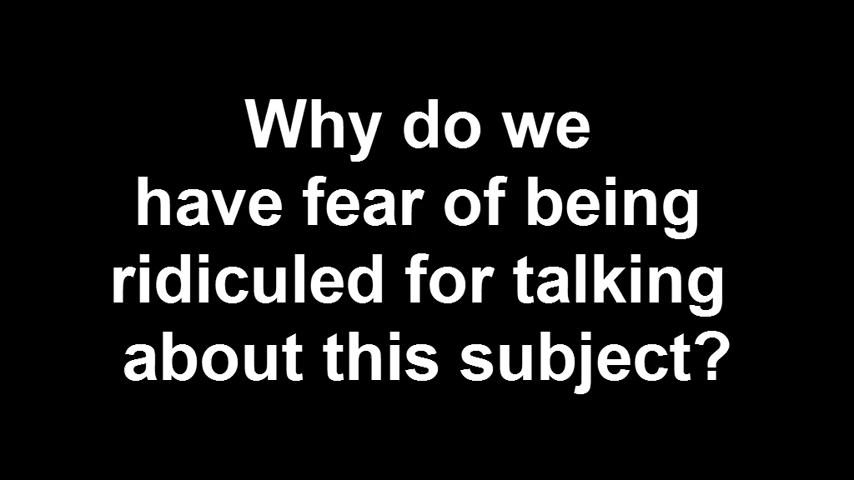 Why do we
have fear of being
ridiculed for talking
about this subject?